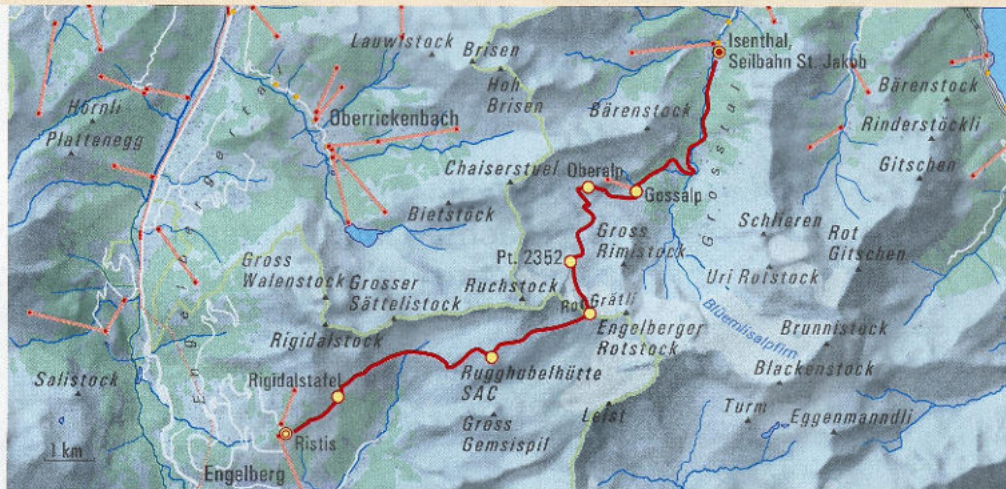 Isenthal,
Seilbahn St. Jakob
Lauwistock
Brisen
Hoh
Brisen
Bärenstock
Bärenstock
Hörnli
Plattenegg
Oberrickenbach
Rinderstöckli
Gitschen
Chaiserstuel
Oberalp
Gossalp
Grosstal
Bietstock
Schlieren
Rot
Gitschen
Gross
Walenstock
Grosser
Sättelistock
Pt. 2352
Gross
Rimistock
Uri Rotstock
Ruchstock
Rot Grätli
Blüemlisalpfirn
Rigidalstock
Engelberger
Rotstock
Brunnistock
Blackenstock
Salistock
Rigidalstafel
Rugghubelhütte
SAC
Gross
Gemsispil
Leist
Turm
Eggenmanndli
Ristis
1 km
Engelberg